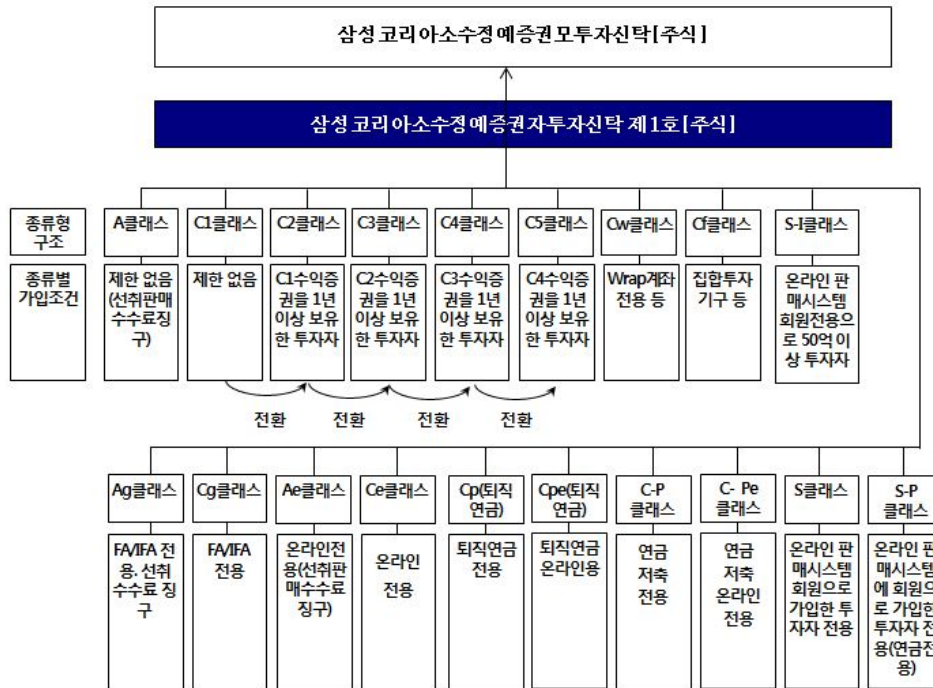 삼성코리아소수정예증권모투자신탁[주식]
삼성코리아소수정예증권자투자신탁 제1호[주식]
종류형
구조
A클래스
C1클래스
C2클래스
C3클래스
C4클래스
C5클래스
Cw클래스
Cf클래스
S-I클래스
종류별
가입조건
제한 없음
(선취판매
수수료징
구)
제한 없음
C1수익증
권을 1년
이상 보유
한 투자자
C2수익증
권을 1년
이상 보유
한 투자자
C3수익증
권을 1년
이상 보유
한 투자자
C4수익증
권을 1년
이상 보유
한 투자자
Wrap계좌
전용 등
집합투자
기구 등
온라인 판
매시스템
회원전용으
로 50억 이
상 투자자
전환
전환
전환
전환
Ag클래스
Cg클래스
Ae클래스
Ce클래스
Cp(퇴직
연금)
Cpe(퇴직
연금)
C-P
클래스
C- Pe
클래스
S클래스
S-P
클래스
FA/IFA 전
용. 선취
수수료 징
구
FA/IFA
전용
온라인전
용(선취판
매수수료
징구)
온라인
전용
퇴직연금
전용
퇴직연금
온라인용
연금
저축
전용
연금
저축
온라인
전용
온라인 판
매시스템
회원으로
가입한 투
자자 전용
온라인 판
매시스템
에 회원으
로 가입한
투자자 전
용(연금전
용)